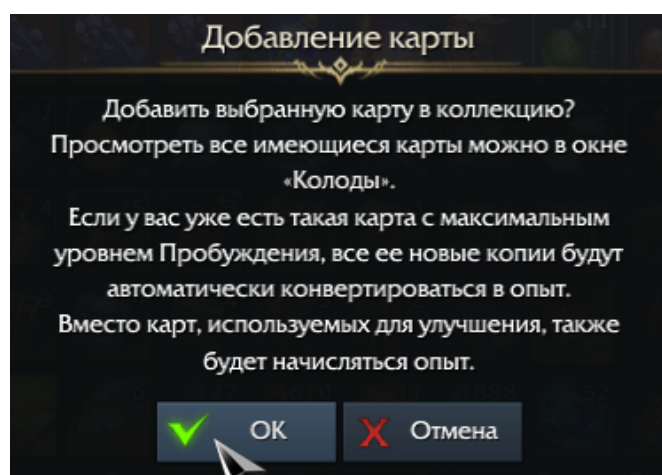 Добавление карты
Добавить выбранную карту в коллекцию?
Просмотреть все имеющиеся карты можно в окне
«Колоды».
Если у вас уже есть такая карта с максимальным
уровнем Пробуждения, все ее новые копии будут
автоматически конвертироваться в опыт.
Вместо карт, используемых для улучшения, также
будет начисляться опыт.
ОК
Отмена